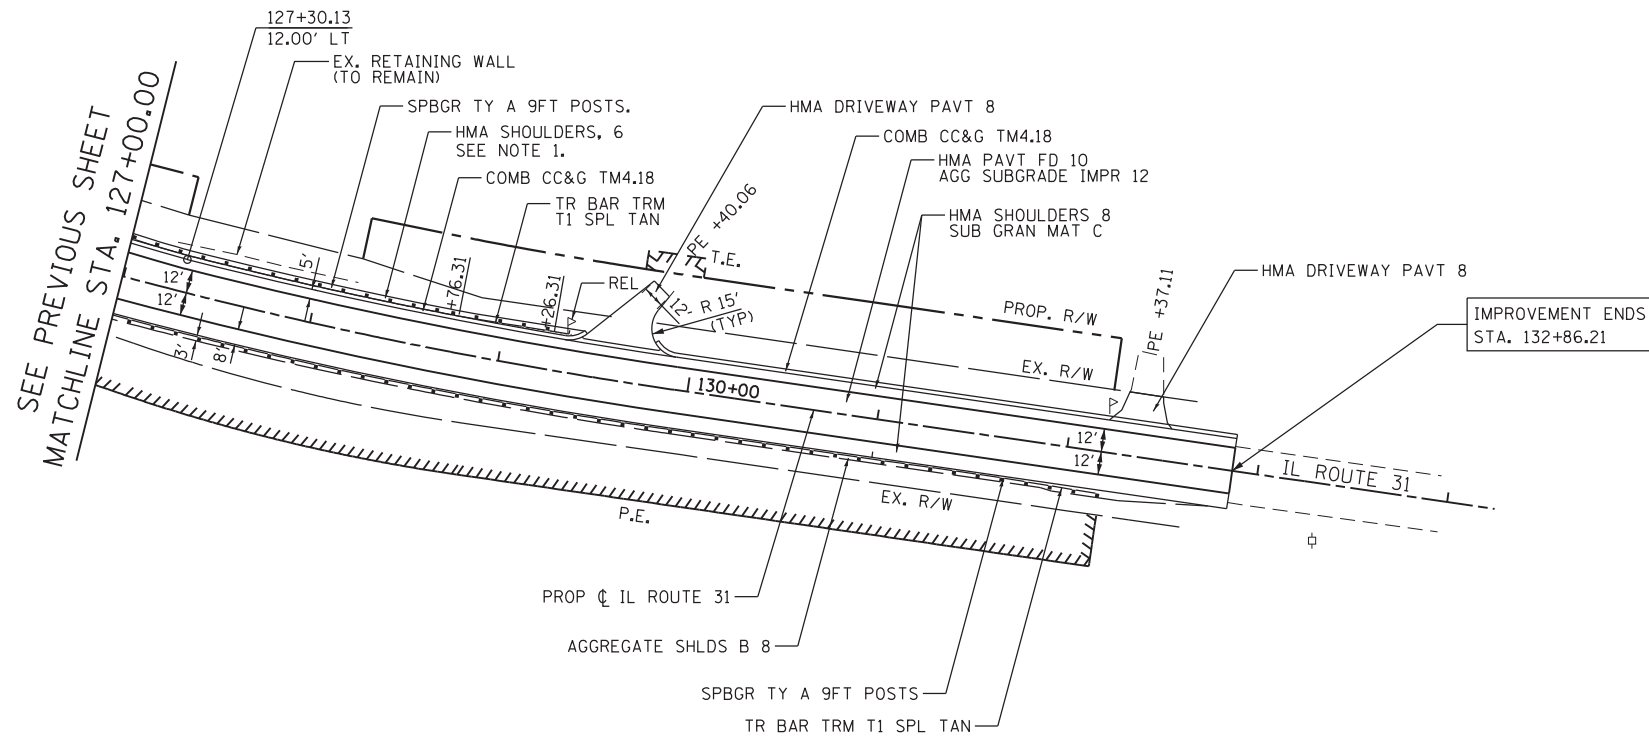 127+30.13
12.00' LT
EX. RETAINING WALL
(TO REMAIN)
SPBGR TY A 9FT POSTS.
HMA SHOULDERS, 6
SEE NOTE 1.
COMB CC&G TM4.18
TR BAR TRM
T1 SPL TAN
HMA DRIVEWAY PAVT 8
COMB CC&G TM4.18
HMA PAVT FD 10
AGG SUBGRADE IMPR 12
HMA SHOULDERS 8
SUB GRAN MAT C
HMA DRIVEWAY PAVT 8
IMPROVEMENT ENDS
STA. 132+86.21
SEE PREVIOUS SHEET
MATCHLINE STA. 127+00.00
PE +40.06
T.E.
PROP. R/W
PE +37.11
EX. R/W
REL
12'
R 15'
(TYP)
5'
+76.31
+26.31
12'
12'
3'
8'
130+00
12'
12'
IL ROUTE 31
EX. R/W
P.E.
PROP ℄ IL ROUTE 31
AGGREGATE SHLDS B 8
SPBGR TY A 9FT POSTS
TR BAR TRM T1 SPL TAN